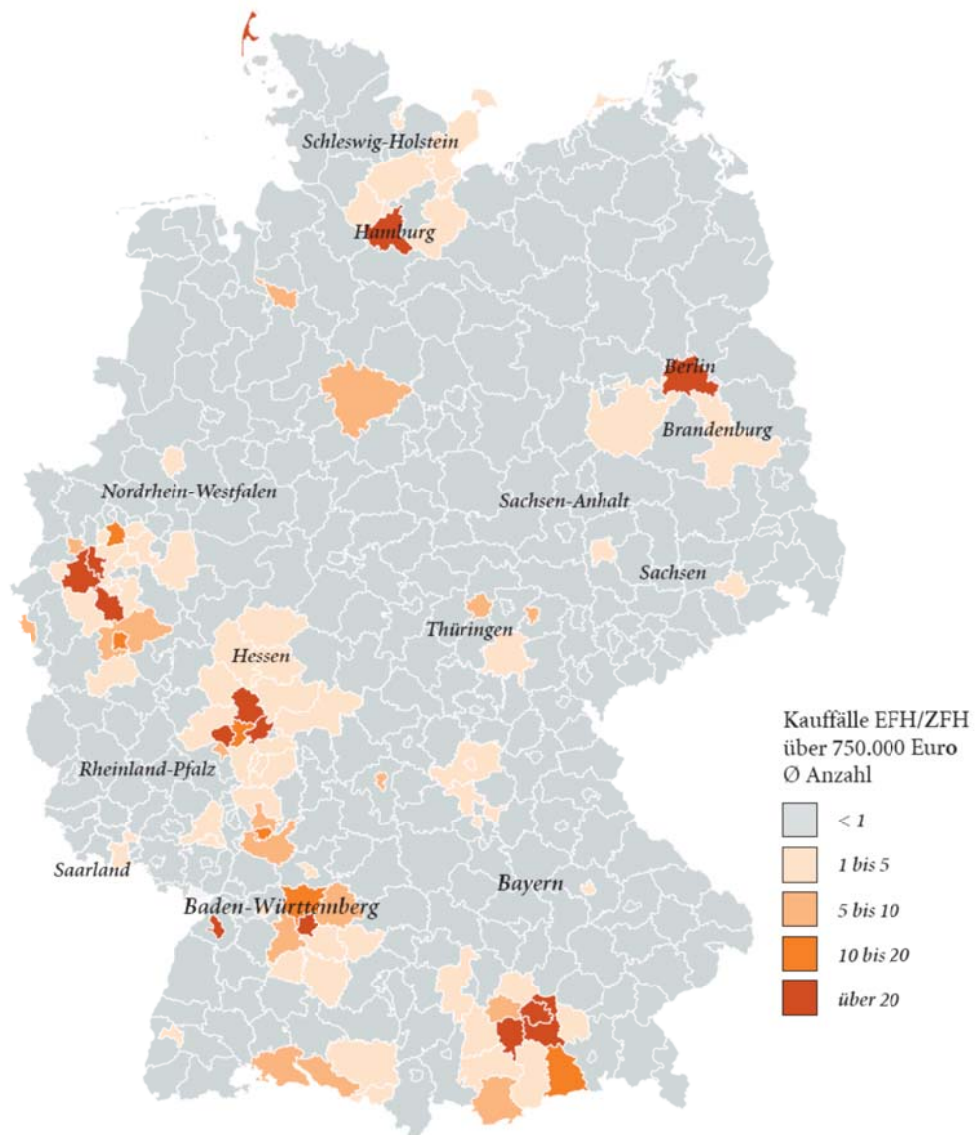 Schleswig-Holstein
Hamburg
Berlin
Brandenburg
Nordrhein-Westfalen
Sachsen-Anhalt
Sachsen
Thüringen
Hessen
Rheinland-Pfalz
Saarland
Bayern
Baden-Württemberg
Kauffälle EFH/ZFH
über 750.000 Euro
Ø Anzahl
< 1
1 bis 5
5 bis 10
10 bis 20
über 20